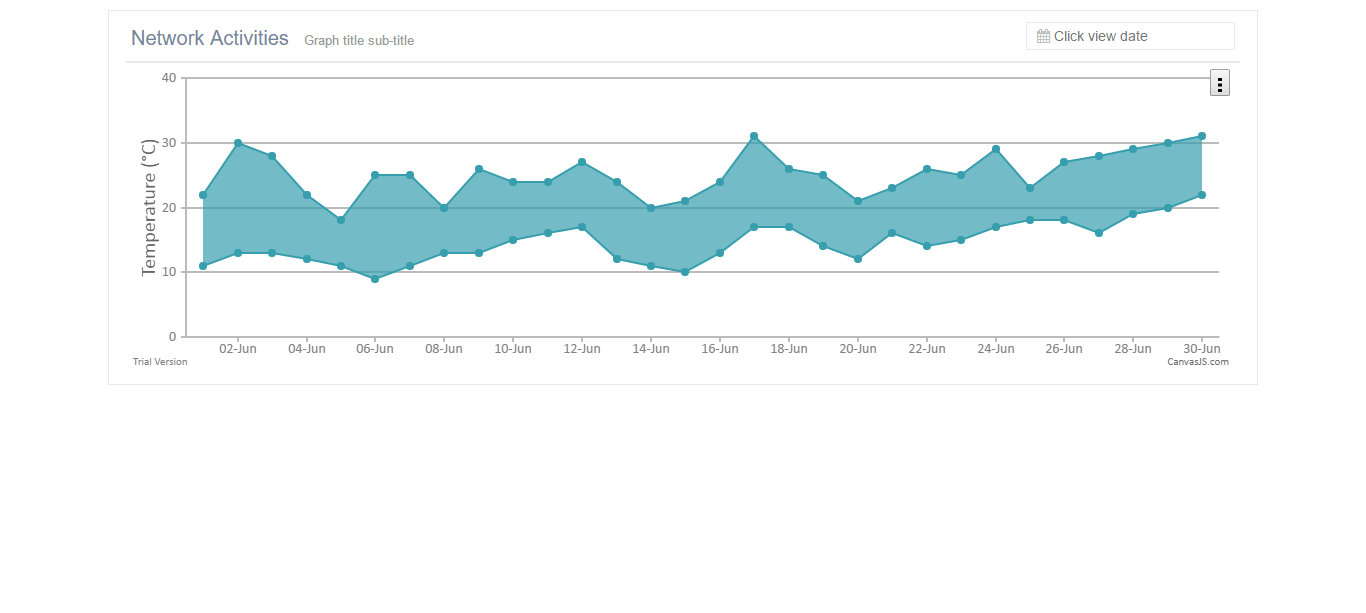 Network Activities Graph title sub-title
Click view date
Temperature (°C)
40
30
20
10
0
02-Jun 04-Jun 06-Jun 08-Jun 10-Jun 12-Jun 14-Jun 16-Jun 18-Jun 20-Jun 22-Jun 24-Jun 26-Jun 28-Jun 30-Jun
Trial Version
CanvasJS.com